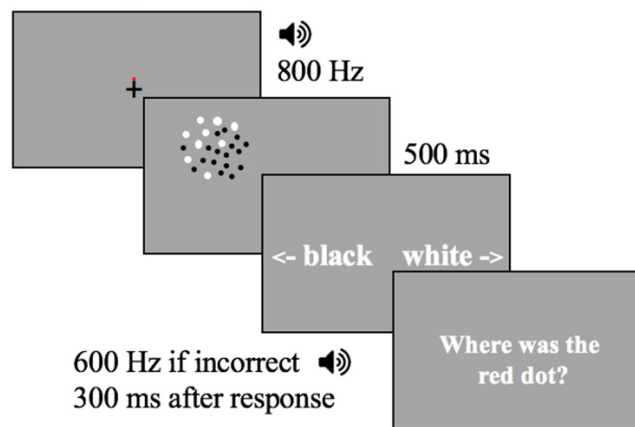 800 Hz
500 ms
<- black white ->
600 Hz if incorrect
300 ms after response
Where was the
red dot?